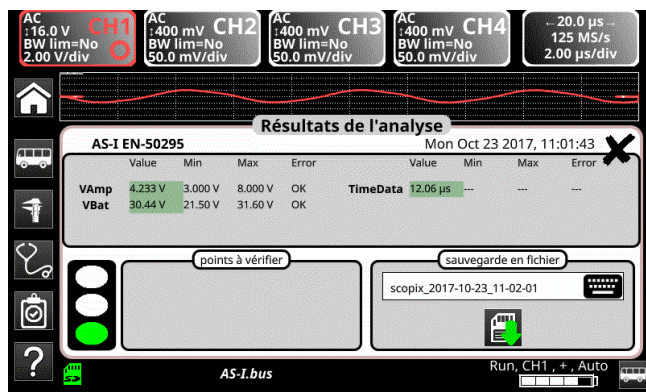 AC
↕16.0 V CH1
BW lim=No
2.00 V/div
AC
↕400 mV CH2
BW lim=No
50.0 mV/div
AC
↕400 mV CH3
BW lim=No
50.0 mV/div
AC
↕400 mV CH4
BW lim=No
50.0 mV/div
←20.0 µs→
125 MS/s
2.00 µs/div
Résultats de l'analyse
AS-I EN-50295 Mon Oct 23 2017, 11:01:43
Value Min Max Error Value Min Max Error
VAmp 4.233 V 3.000 V 8.000 V OK TimeData 12.06 µs --- --- ---
VBat 30.44 V 21.50 V 31.60 V OK
points à vérifier
sauvegarde en fichier
scopix_2017-10-23_11-02-01
?
AS-I.bus
Run, CH1 , + , Auto